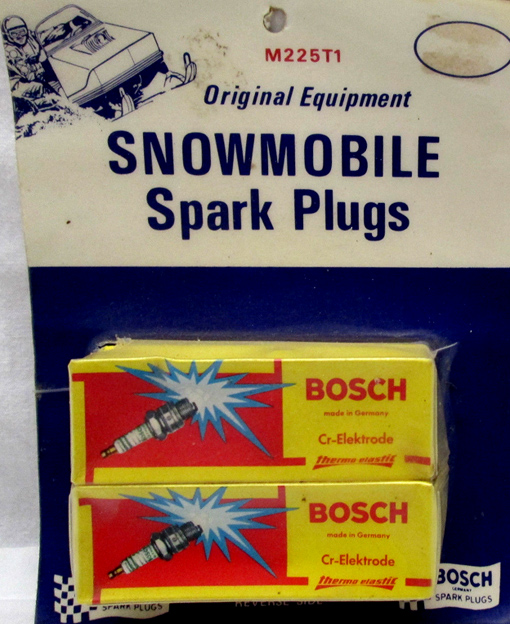 M225T1
Original Equipment
SNOWMOBILE
Spark Plugs
BOSCH
made in Germany
Cr-Elektrode
thermo elastic
BOSCH
made in Germany
Cr-Elektrode
thermo elastic
SPARK PLUGS
REVERSE SIDE
BOSCH
GERMANY
SPARK PLUGS